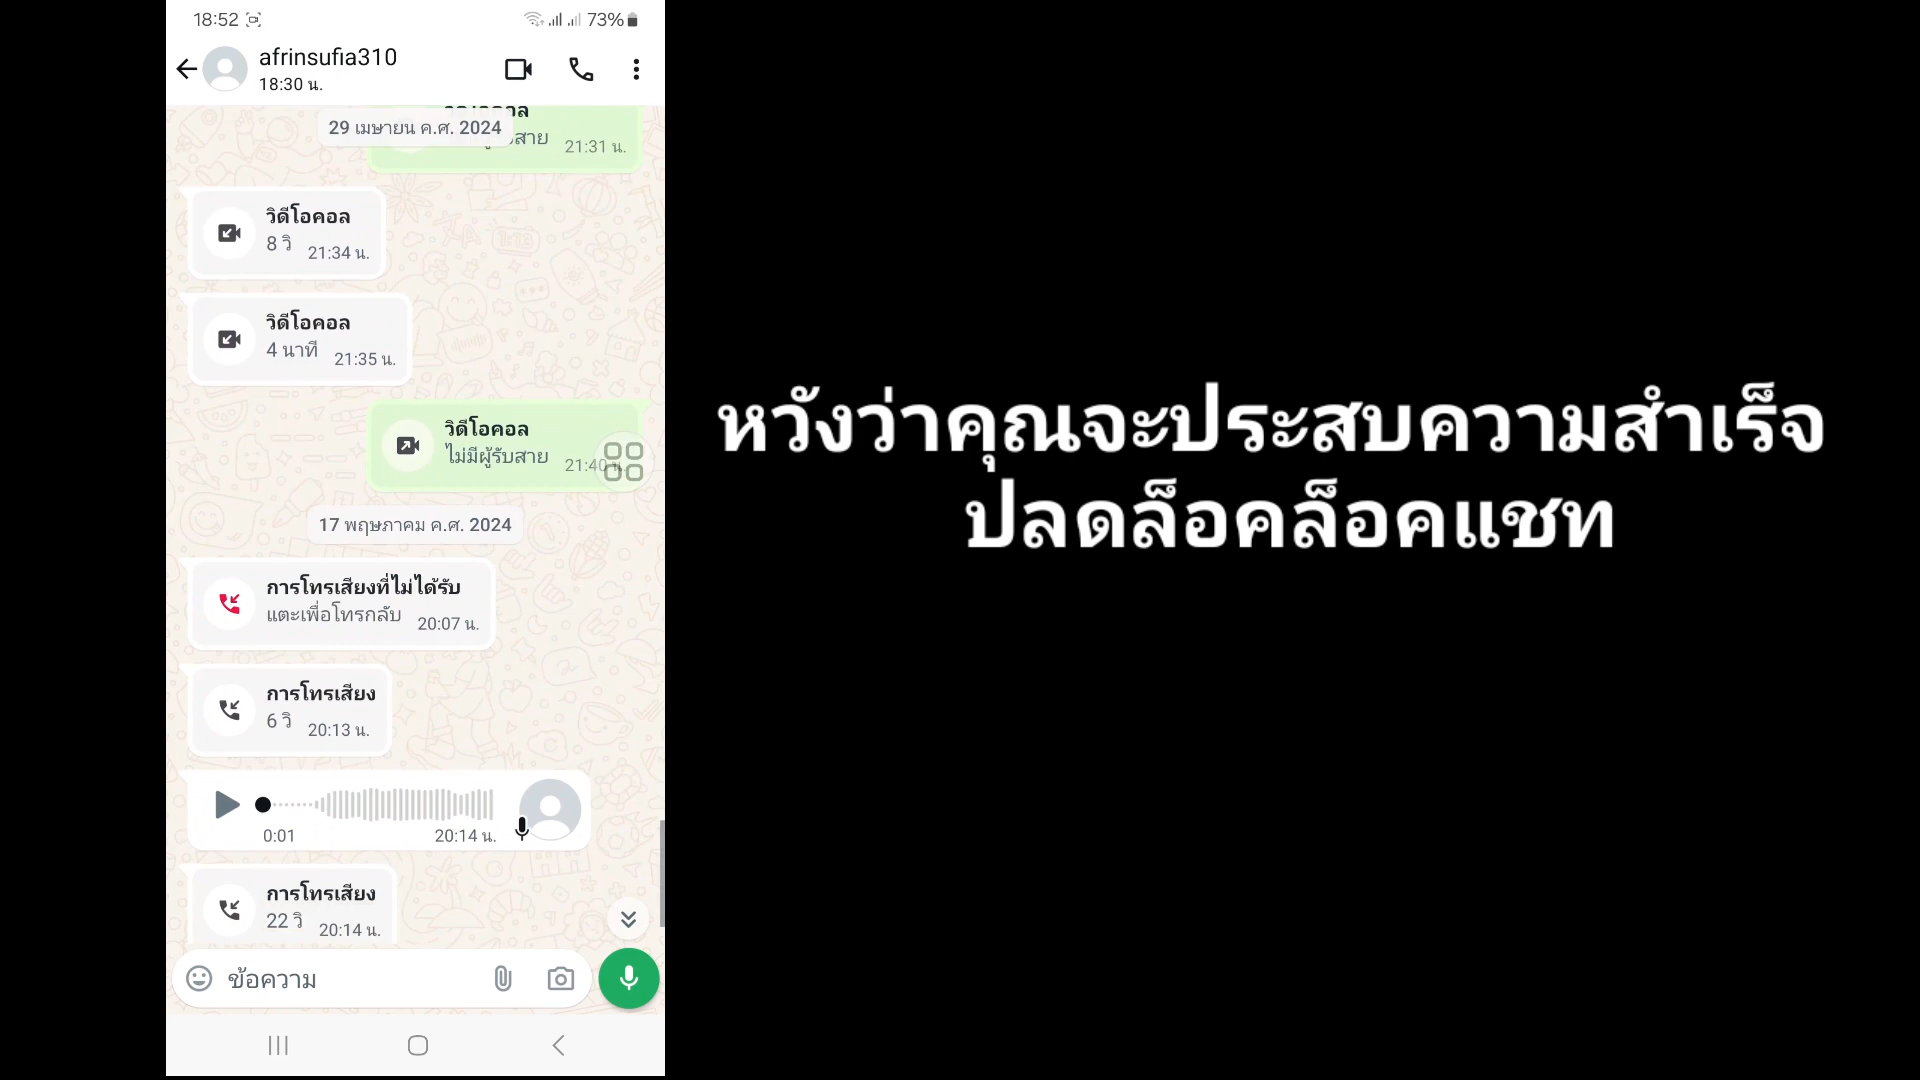 18:52 73%
afrinsufia310
18:30 น.
29 เมษายน ค.ศ. 2024
21:31 น.
วิดีโอคอล
8 วิ 21:34 น.
วิดีโอคอล
4 นาที 21:35 น.
วิดีโอคอล
ไม่มีผู้รับสาย 21:40 น.
17 พฤษภาคม ค.ศ. 2024
การโทรเสียงที่ไม่ได้รับ
แตะเพื่อโทรกลับ 20:07 น.
การโทรเสียง
6 วิ 20:13 น.
0:01 20:14 น.
การโทรเสียง
22 วิ 20:14 น.
ข้อความ
หวังว่าคุณจะประสบความสำเร็จ
ปลดล็อคล็อคแชท